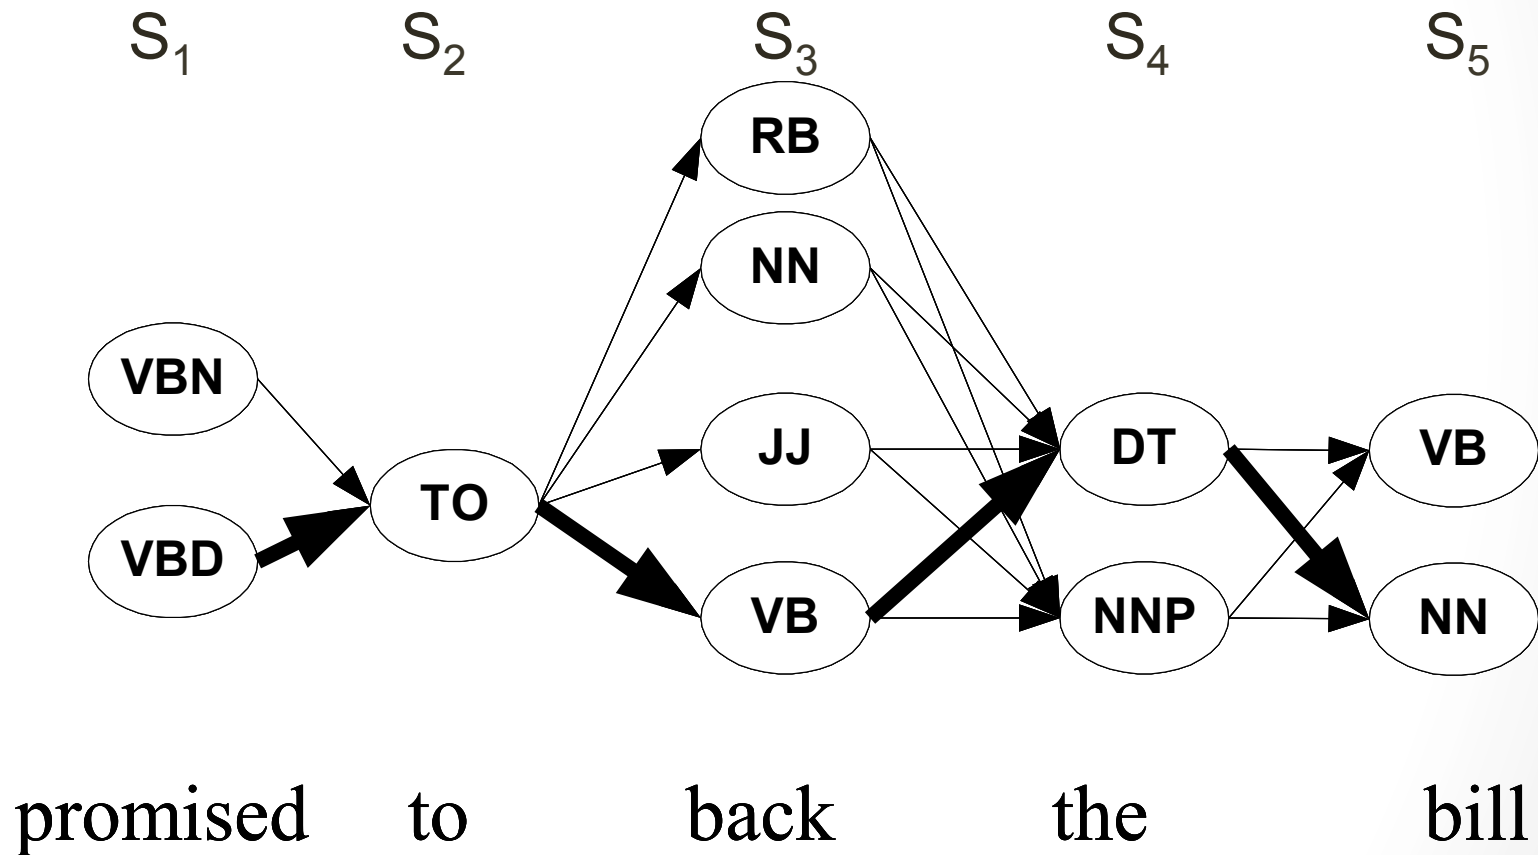 S1 S2 S3 S4 S5
RB
NN
VBN
JJ
DT
VB
TO
VBD
VB
NNP
NN
promised to back the bill